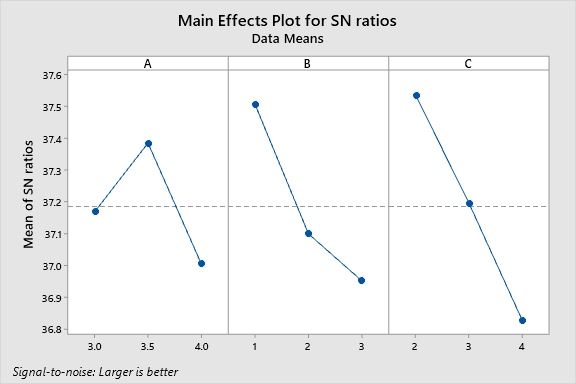 Main Effects Plot for SN ratios
Data Means
A B C
Mean of SN ratios
37.6
37.5
37.4
37.3
37.2
37.1
37.0
36.9
36.8
3.0 3.5 4.0 1 2 3 2 3 4
Signal-to-noise: Larger is better